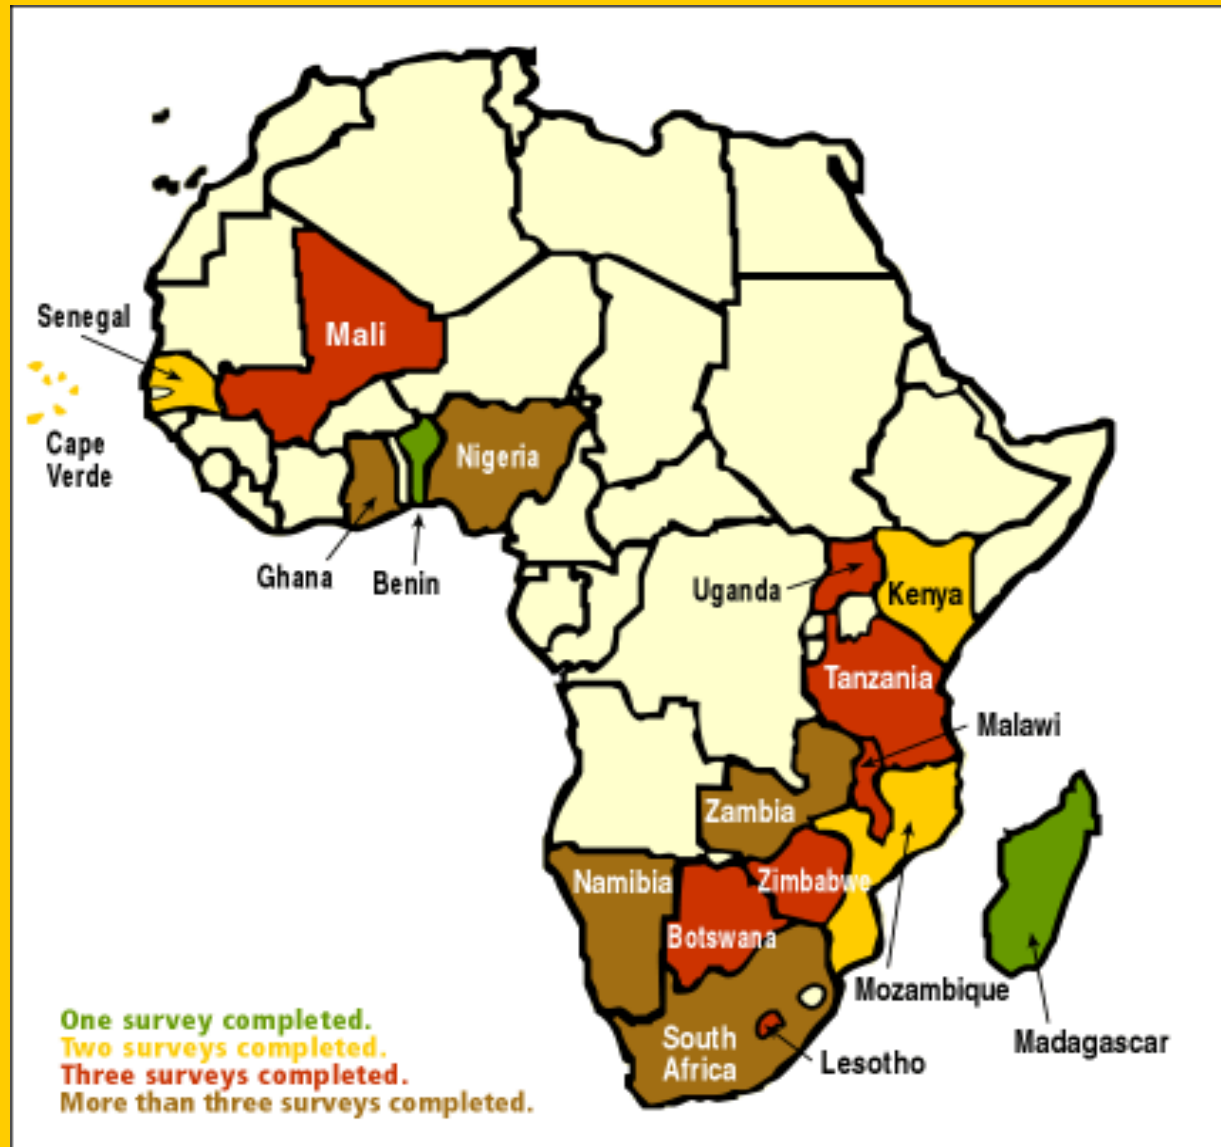 Senegal
Mali
Cape
Verde
Nigeria
Ghana
Benin
Uganda
Kenya
Tanzania
Malawi
Zambia
Namibia
Zimbabwe
Botswana
Mozambique
South
Africa
Lesotho
Madagascar
One survey completed.
Two surveys completed.
Three surveys completed.
More than three surveys completed.